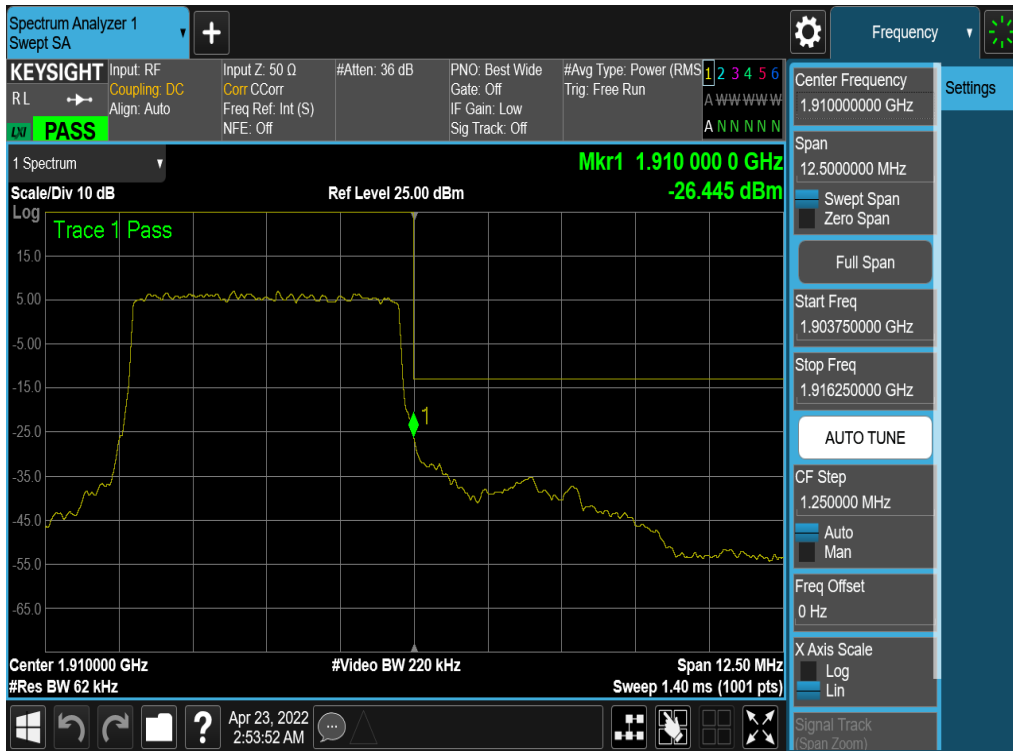 Spectrum Analyzer 1
Swept SA
Frequency
KEYSIGHT
R L
LXI
PASS
Input: RF
Coupling: DC
Align: Auto
Input Z: 50 Ω
Corr CCorr
Freq Ref: Int (S)
NFE: Off
#Atten: 36 dB
PNO: Best Wide
Gate: Off
IF Gain: Low
Sig Track: Off
#Avg Type: Power (RMS
Trig: Free Run
1 2 3 4 5 6
A W W W W W
A N N N N N
1 Spectrum
Scale/Div 10 dB
Log
Ref Level 25.00 dBm
Mkr1 1.910 000 0 GHz
-26.445 dBm
Trace 1 Pass
15.0
5.00
-5.00
-15.0
-25.0
-35.0
-45.0
-55.0
-65.0
1
Center 1.910000 GHz
#Res BW 62 kHz
#Video BW 220 kHz
Span 12.50 MHz
Sweep 1.40 ms (1001 pts)
?
Apr 23, 2022
2:53:52 AM
Center Frequency
1.910000000 GHz
Settings
Span
12.5000000 MHz
Swept Span
Zero Span
Full Span
Start Freq
1.903750000 GHz
Stop Freq
1.916250000 GHz
AUTO TUNE
CF Step
1.250000 MHz
Auto
Man
Freq Offset
0 Hz
X Axis Scale
Log
Lin
Signal Track
(Span Zoom)